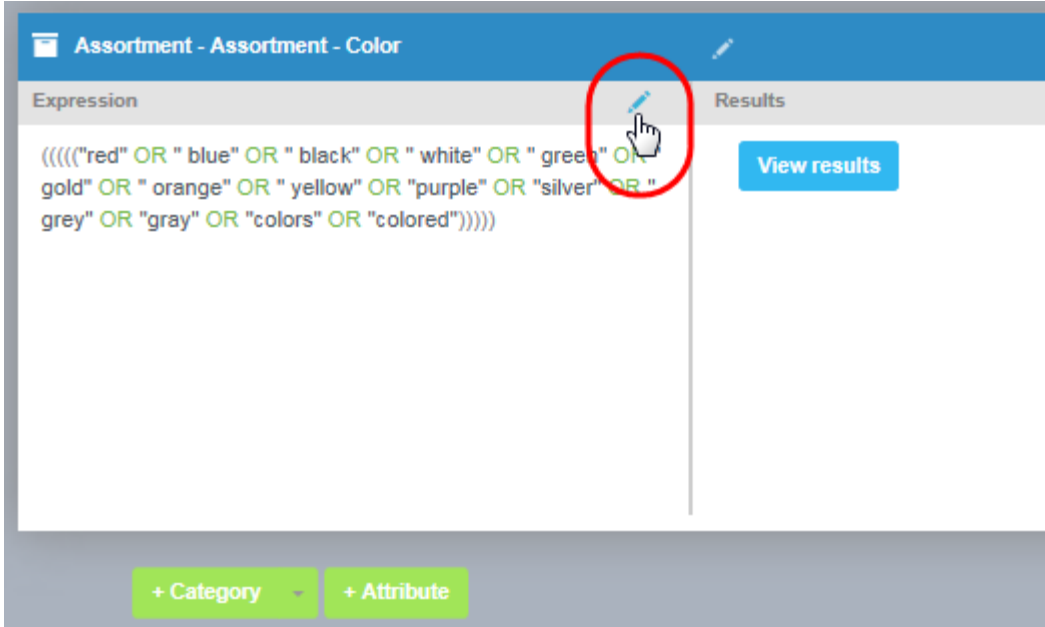 Assortment - Assortment - Color
Expression
Results
((((("red" OR " blue" OR " black" OR " white" OR " green" OR "
gold" OR " orange" OR " yellow" OR "purple" OR "silver" OR "
grey" OR "gray" OR "colors" OR "colored")))))
View results
+ Category
+ Attribute